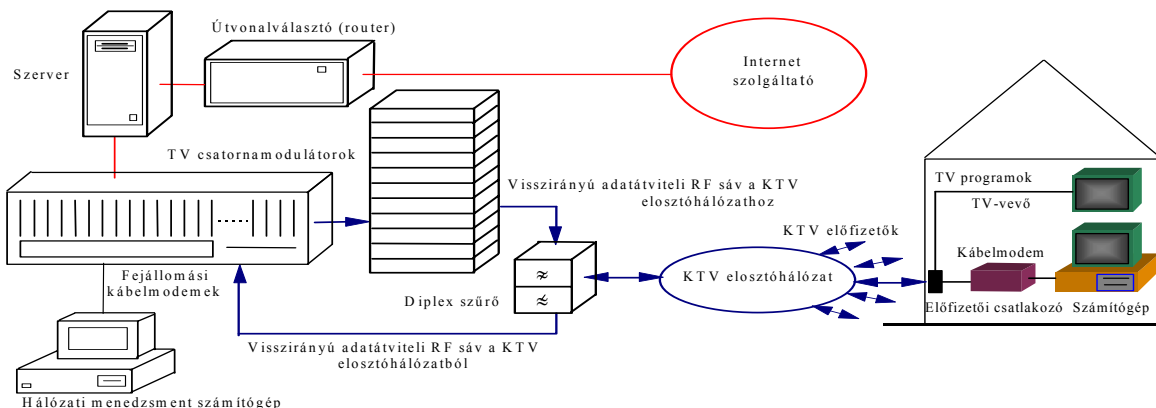 Útvonalválasztó (router)
Szerver
Internet
szolgáltató
TV csatornamodulátorok
TV programok
Visszirányú adatátviteli RF sáv a KTV
elosztóhálózathoz
TV-vevő
KTV előfizetők
Kábelmodem
Fejállomási
kábelmodemek
KTV elosztóhálózat
Diplex szűrő
Előfizetői csatlakozó
Számítógép
Visszirányú adatátviteli RF sáv a KTV
elosztóhálózatból
Hálózati menedzsment számítógép